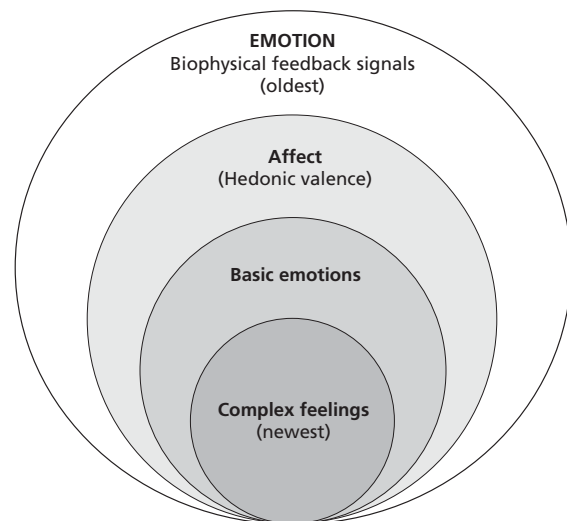 EMOTION
Biophysical feedback signals
(oldest)
Affect
(Hedonic valence)
Basic emotions
Complex feelings
(newest)